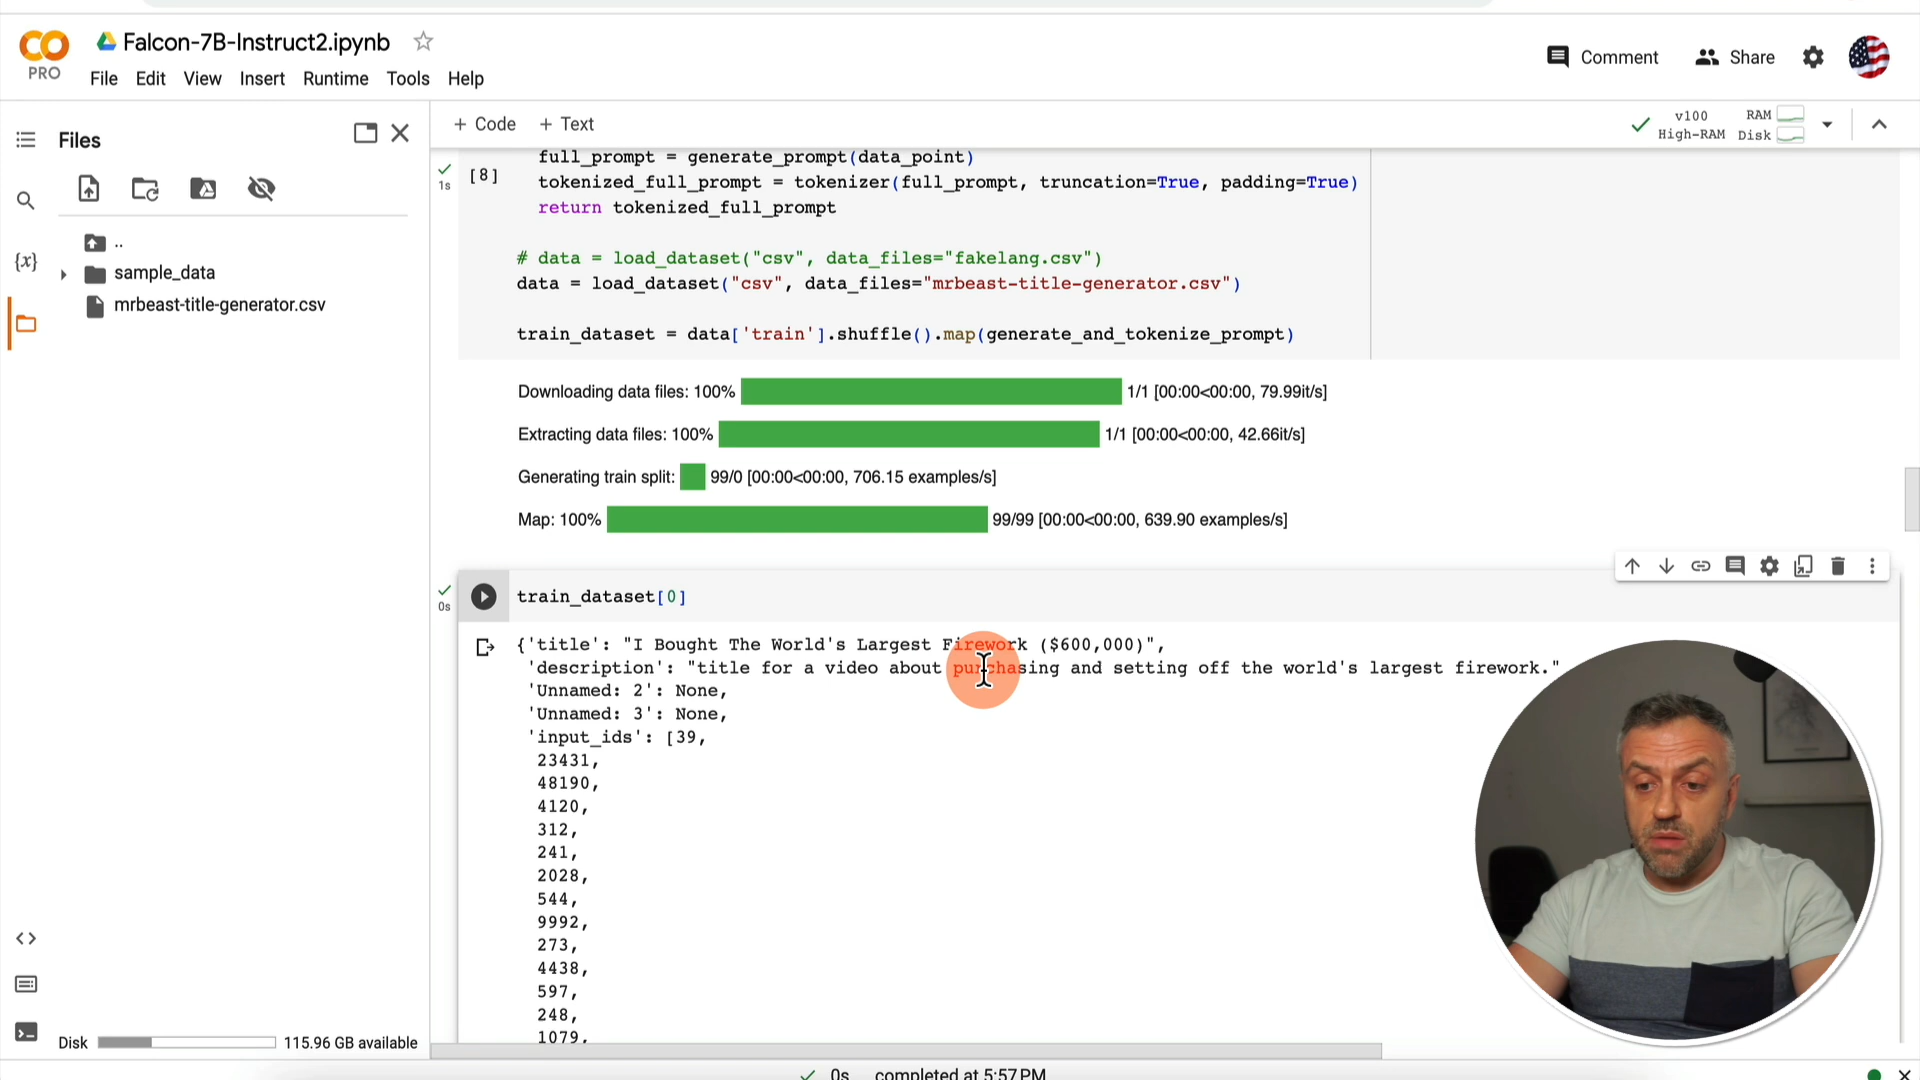 Falcon-7B-Instruct2.ipynb
PRO
File Edit View Insert Runtime Tools Help
Comment
Share
Files
+ Code + Text
v100
High-RAM
RAM
Disk
..
sample_data
mrbeast-title-generator.csv
{x}
1s
[8]
full_prompt = generate_prompt(data_point)
tokenized_full_prompt = tokenizer(full_prompt, truncation=True, padding=True)
return tokenized_full_prompt
# data = load_dataset("csv", data_files="fakelang.csv")
data = load_dataset("csv", data_files="mrbeast-title-generator.csv")
train_dataset = data['train'].shuffle().map(generate_and_tokenize_prompt)
Downloading data files: 100% 1/1 [00:00<00:00, 79.99it/s]
Extracting data files: 100% 1/1 [00:00<00:00, 42.66it/s]
Generating train split: 99/0 [00:00<00:00, 706.15 examples/s]
Map: 100% 99/99 [00:00<00:00, 639.90 examples/s]
0s
train_dataset[0]
{'title': "I Bought The World's Largest Firework ($600,000)",
'description': "title for a video about purchasing and setting off the world's largest firework."
'Unnamed: 2': None,
'Unnamed: 3': None,
'input_ids': [39,
23431,
48190,
4120,
312,
241,
2028,
544,
9992,
273,
4438,
597,
248,
1079,
Disk 115.96 GB available
0s completed at 5:57 PM